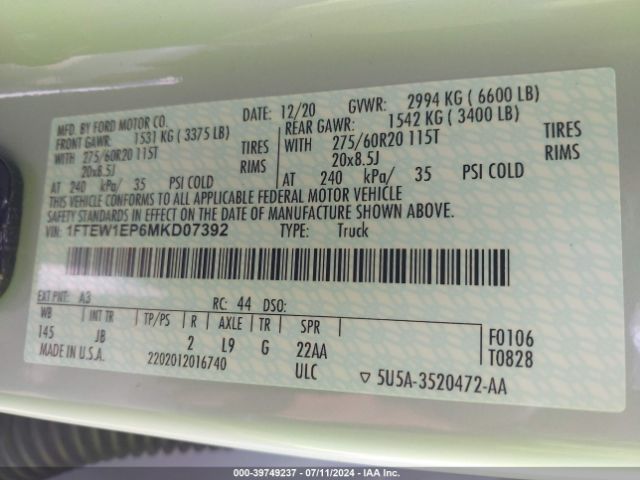 MFD. BY FORD MOTOR CO. DATE: 12/20 GVWR: 2994 KG ( 6600 LB)
FRONT GAWR: 1531 KG ( 3375 LB) REAR GAWR: 1542 KG ( 3400 LB)
WITH 275/60R20 115T TIRES WITH 275/60R20 115T TIRES
20x8.5J RIMS 20x8.5J RIMS
AT 240 kPa/ 35 PSI COLD AT 240 kPa/ 35 PSI COLD
THIS VEHICLE CONFORMS TO ALL APPLICABLE FEDERAL MOTOR VEHICLE
SAFETY STANDARDS IN EFFECT ON THE DATE OF MANUFACTURE SHOWN ABOVE.
VIN: 1FTEW1EP6MKD07392 TYPE: Truck
EXT PNT: A3 RC: 44 DSO:
WB INT TR TP/PS R AXLE TR SPR F0106
145 JB 2 L9 G 22AA T0828
MADE IN U.S.A. 2202012016740 ULC ▽ 5U5A-3520472-AA
000-39749237 - 07/11/2024 - IAA Inc.